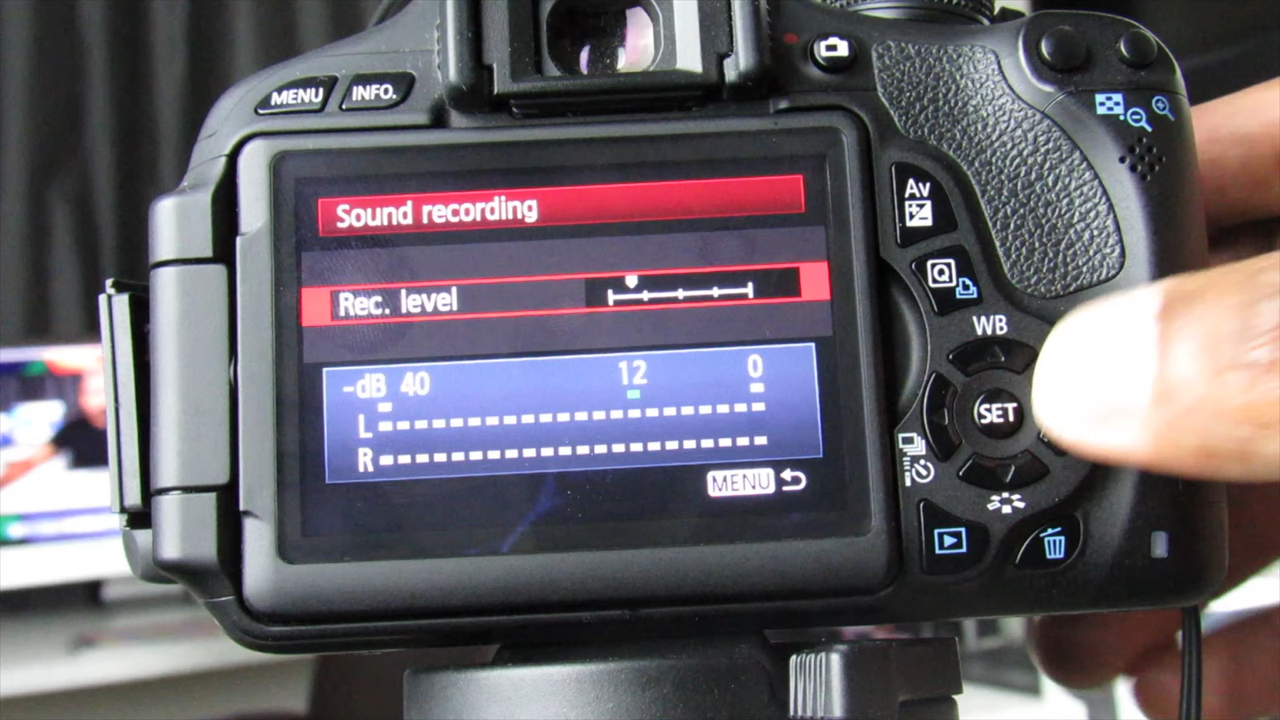 MENU INFO.
Sound recording
Rec. level
-dB 40 12 0
L
R
MENU
Av
Q
WB
SET